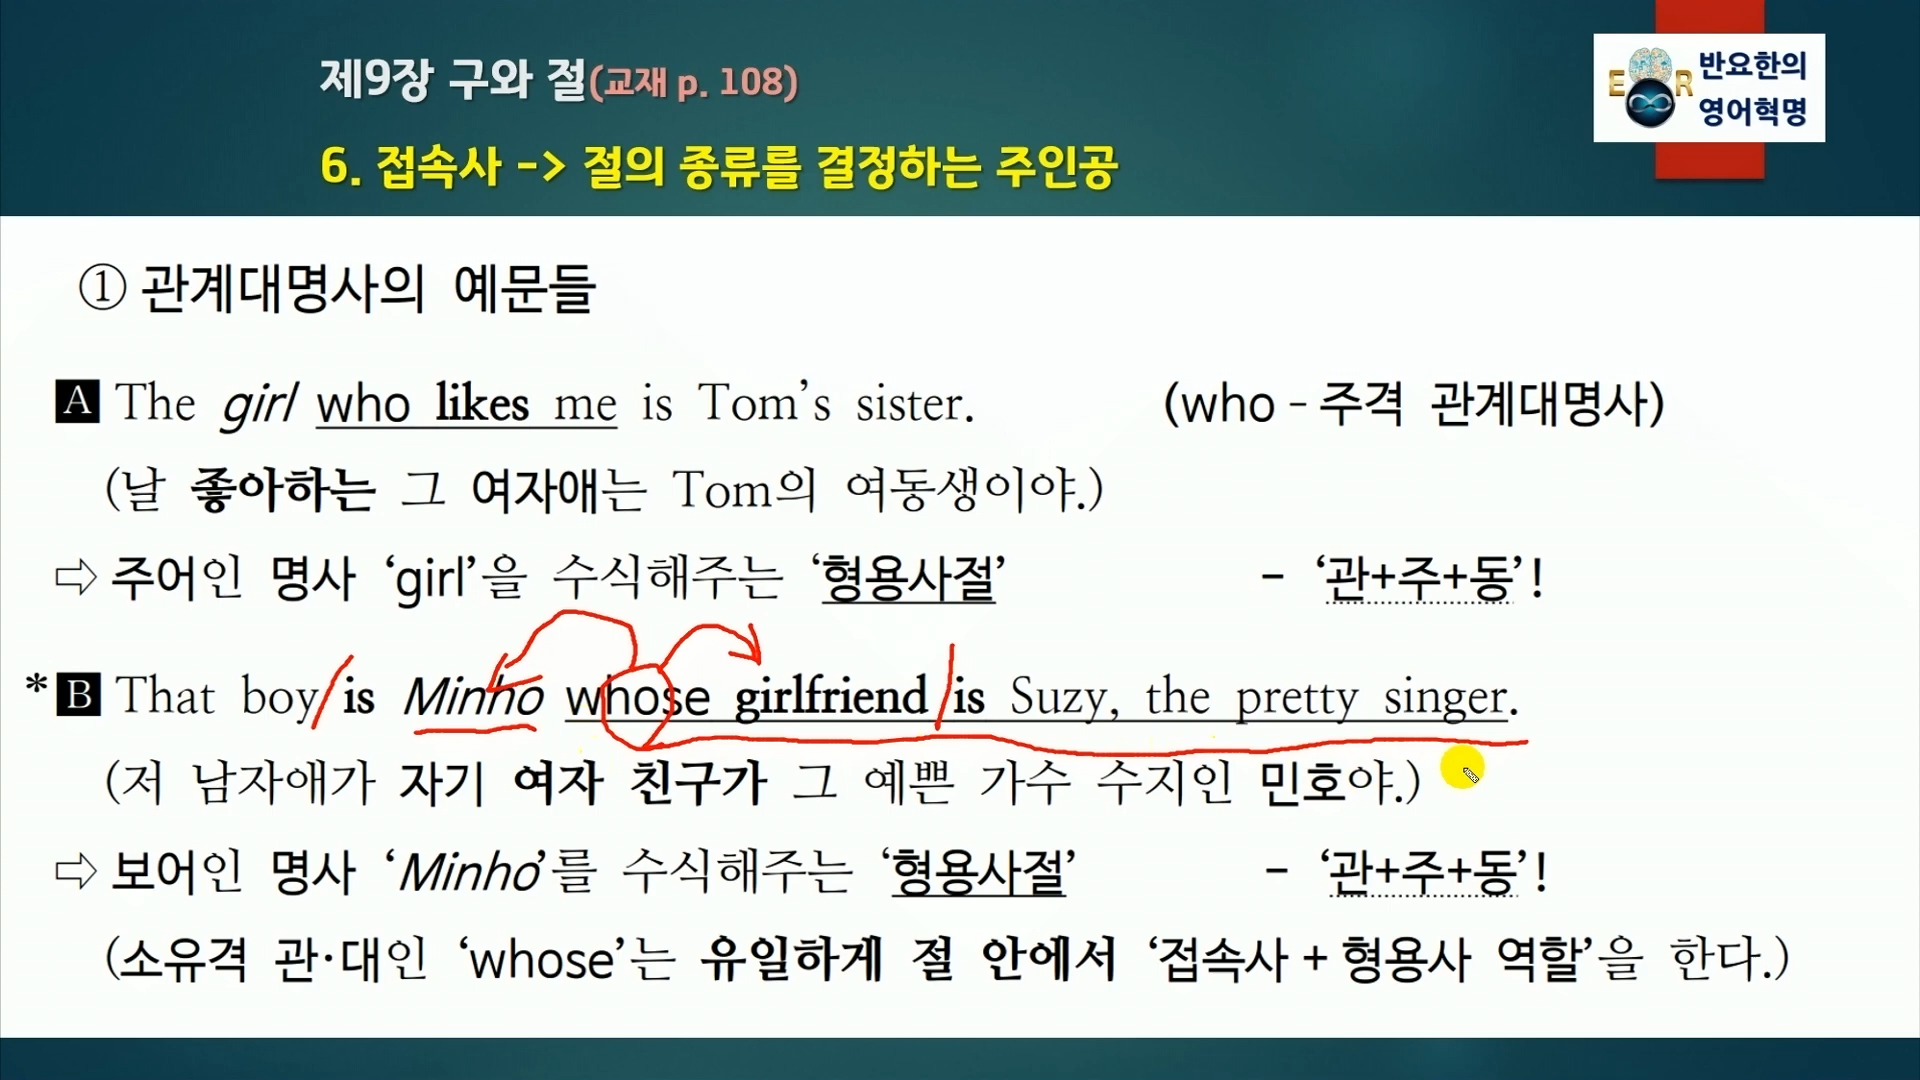 제9장 구와 절(교재 p. 108)
6. 접속사 -> 절의 종류를 결정하는 주인공
E R 반요한의
영어혁명
① 관계대명사의 예문들
A The girl who likes me is Tom’s sister. (who - 주격 관계대명사)
(날 좋아하는 그 여자애는 Tom의 여동생이야.)
⇨ 주어인 명사 ‘girl’을 수식해주는 ‘형용사절’ - ‘관+주+동’!
*B That boy is Minho whose girlfriend is Suzy, the pretty singer.
(저 남자애가 자기 여자 친구가 그 예쁜 가수 수지인 민호야.)
⇨ 보어인 명사 ‘Minho’를 수식해주는 ‘형용사절’ - ‘관+주+동’!
(소유격 관·대인 ‘whose’는 유일하게 절 안에서 ‘접속사 + 형용사 역할’을 한다.)